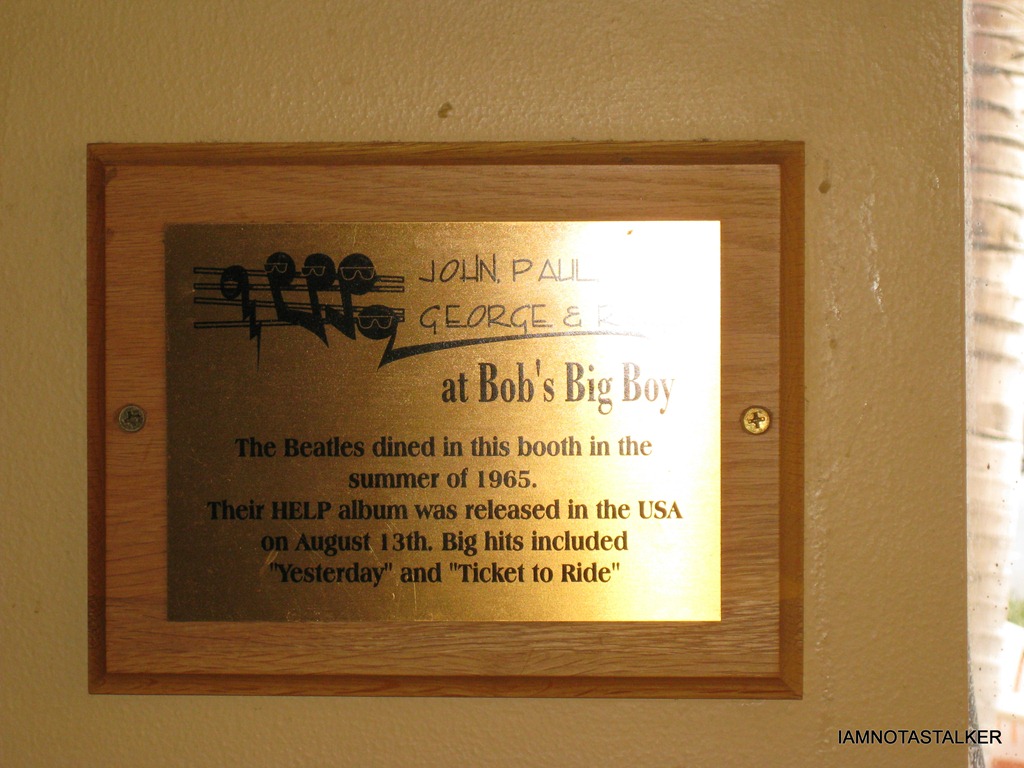 JOHN, PAUL
GEORGE & R
at Bob's Big Boy
The Beatles dined in this booth in the
summer of 1965.
Their HELP album was released in the USA
on August 13th. Big hits included
"Yesterday" and "Ticket to Ride"
IAMNOTASTALKER